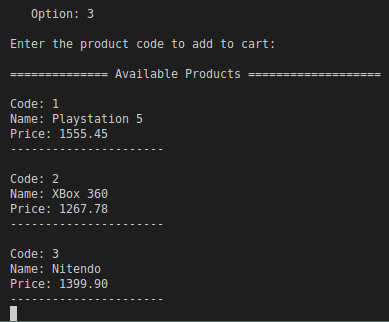 Option: 3
Enter the product code to add to cart:
============== Available Products ===================
Code: 1
Name: Playstation 5
Price: 1555.45
----------------------
Code: 2
Name: XBox 360
Price: 1267.78
----------------------
Code: 3
Name: Nitendo
Price: 1399.90
----------------------